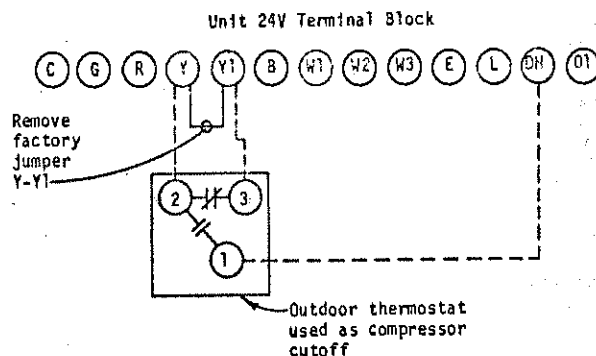 Unit 24V Terminal Block
C G R Y Y1 B W1 W2 W3 E L DH O1
Remove
factory
jumper
Y-Y1
2 3
1
Outdoor thermostat
used as compressor
cutoff